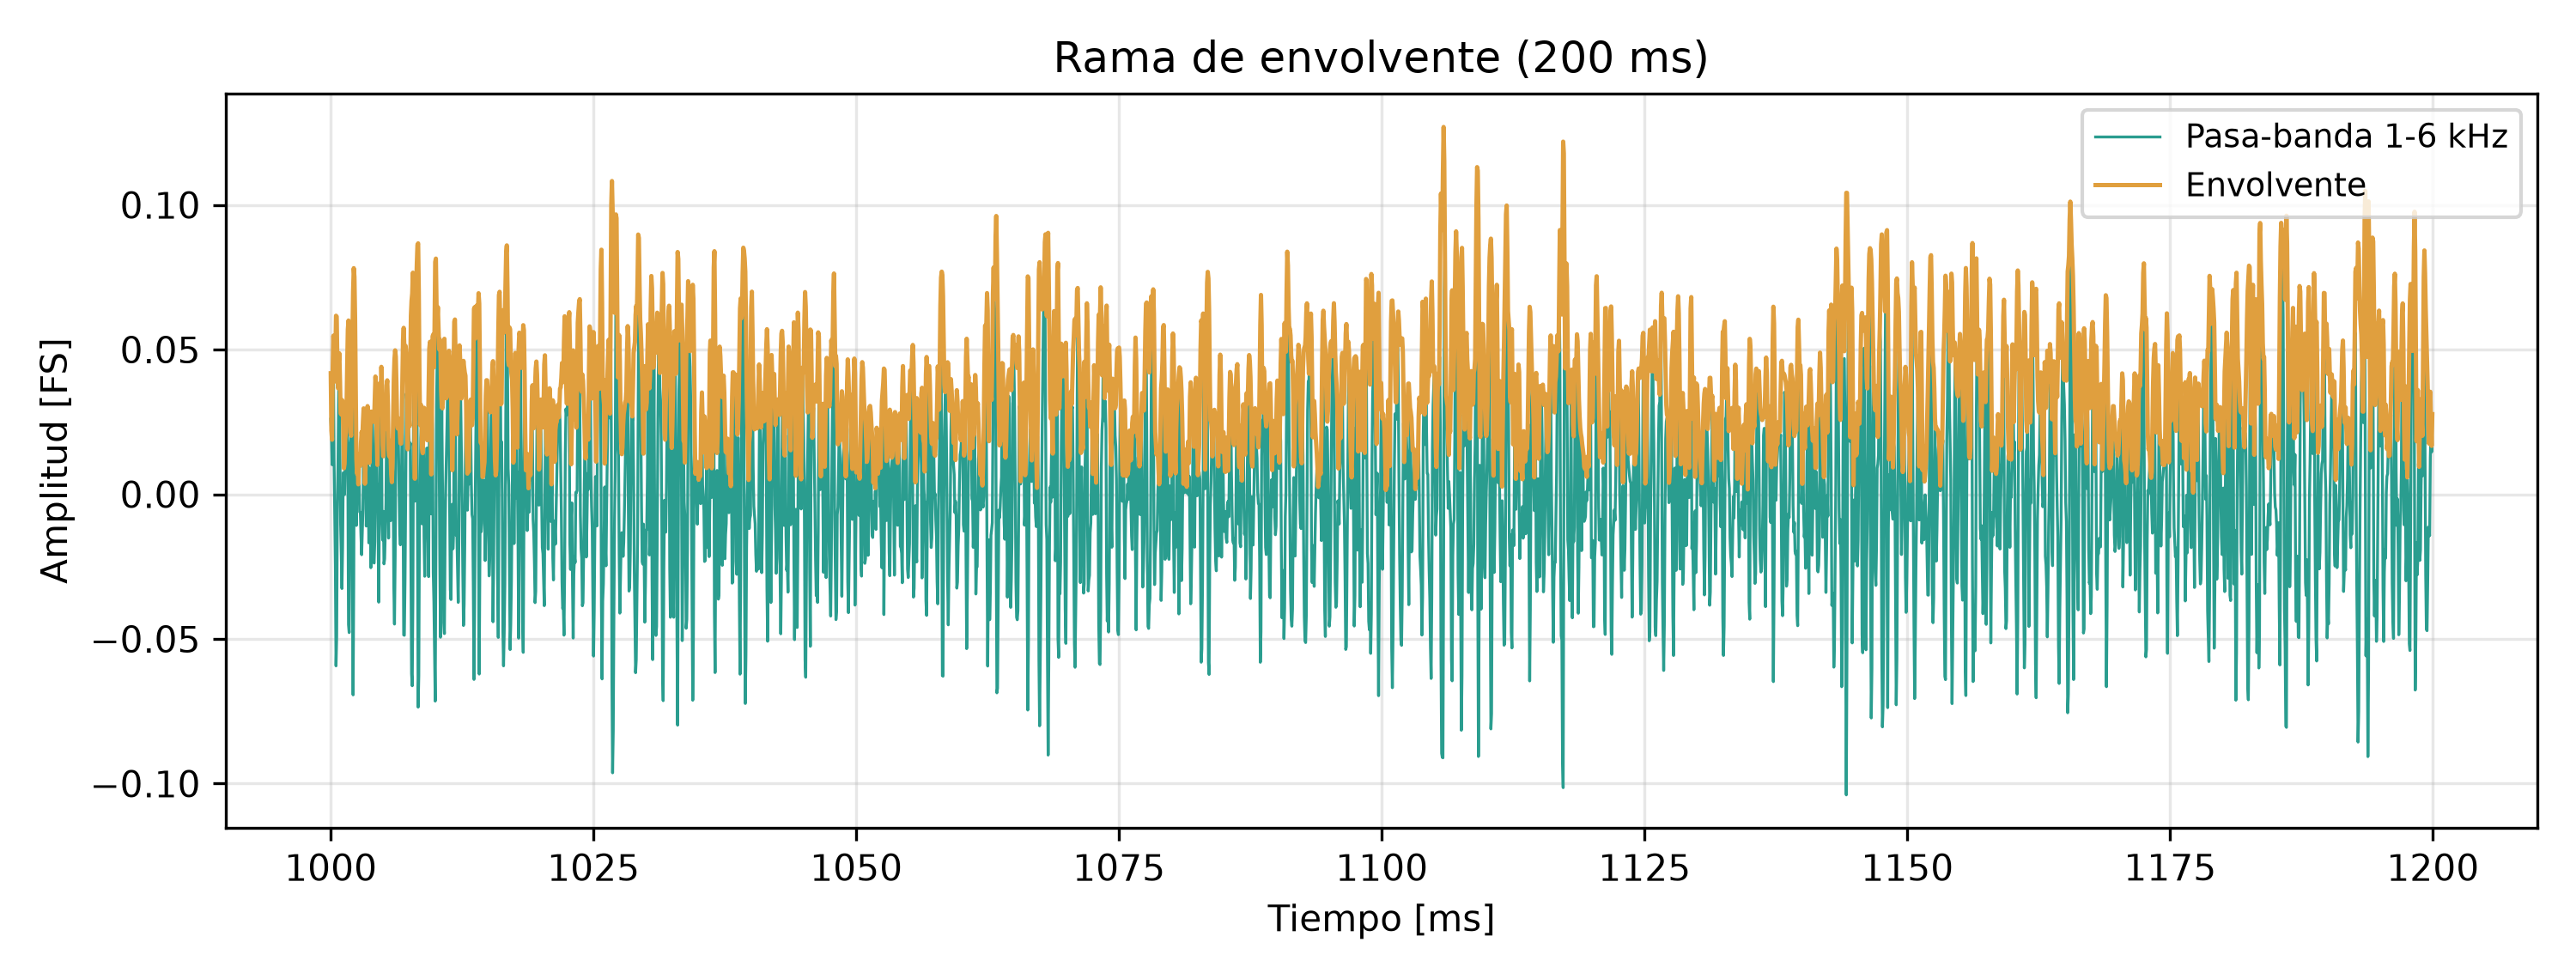 Rama de envolvente (200 ms)
Pasa-banda 1-6 kHz
Envolvente
Amplitud [FS]
0.10
0.05
0.00
−0.05
−0.10
1000 1025 1050 1075 1100 1125 1150 1175 1200
Tiempo [ms]